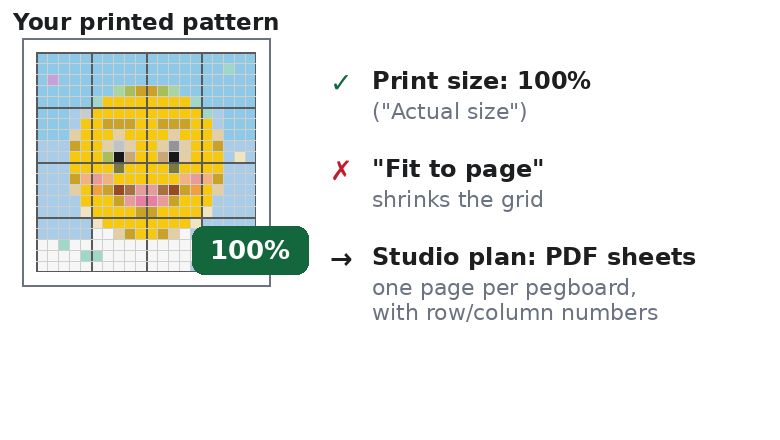 Your printed pattern
100%
✓ Print size: 100%
("Actual size")
✗ "Fit to page"
shrinks the grid
→ Studio plan: PDF sheets
one page per pegboard,
with row/column numbers